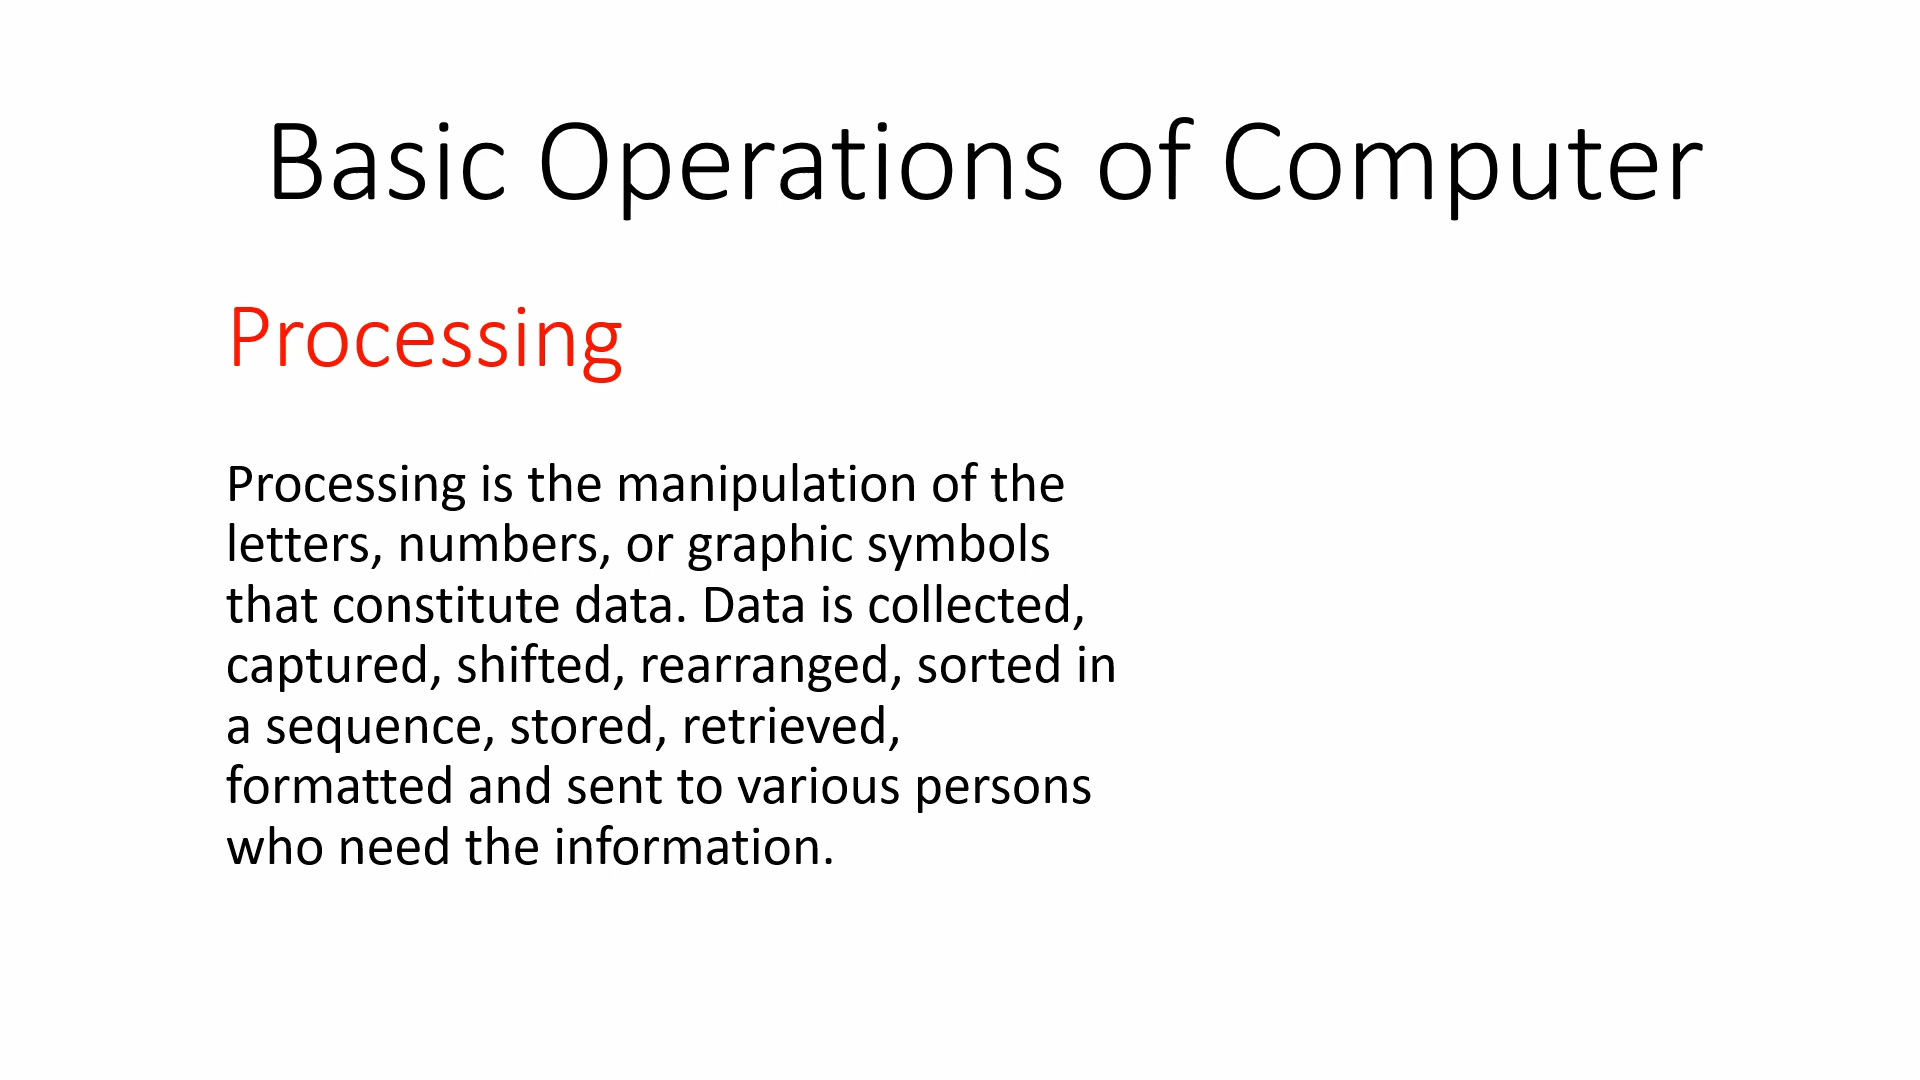 Basic Operations of Computer
Processing
Processing is the manipulation of the
letters, numbers, or graphic symbols
that constitute data. Data is collected,
captured, shifted, rearranged, sorted in
a sequence, stored, retrieved,
formatted and sent to various persons
who need the information.